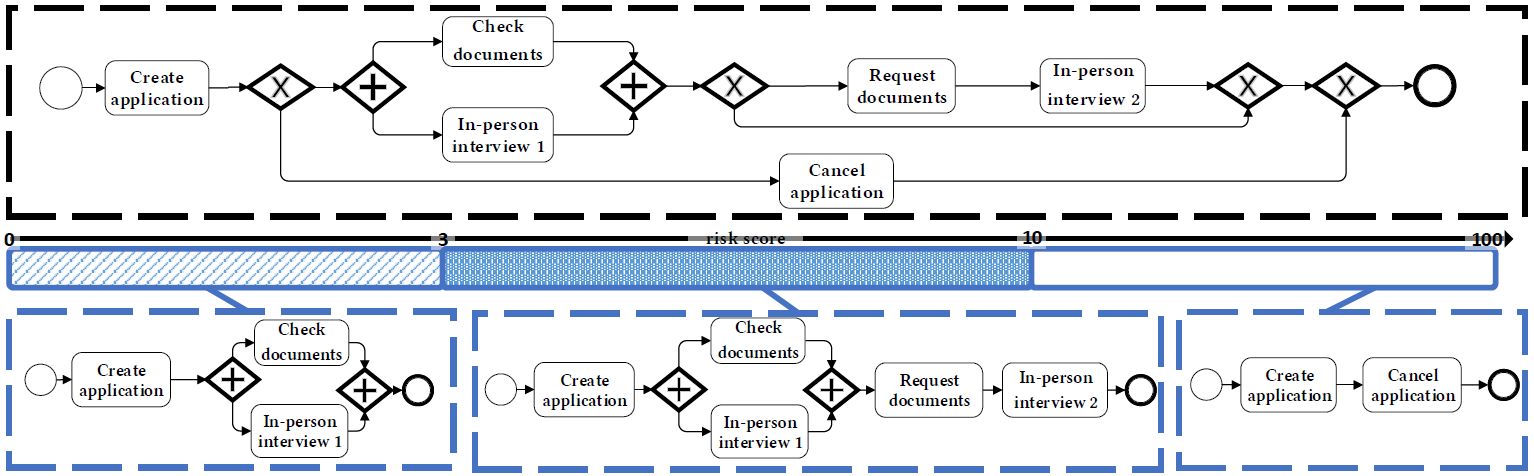 Check
documents
Create
application
X
In-person
interview 1
X
Request
documents
In-person
interview 2
X
X
Cancel
application
0
3
risk score
10
100
Create
application
Check
documents
In-person
interview 1
Create
application
Check
documents
In-person
interview 1
Request
documents
In-person
interview 2
Create
application
Cancel
application